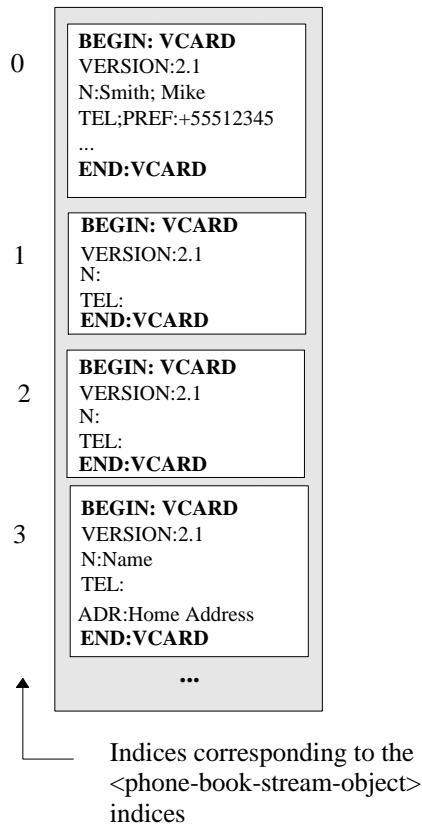 0
BEGIN: VCARD
VERSION:2.1
N:Smith; Mike
TEL;PREF:+55512345
...
END:VCARD
1
BEGIN: VCARD
VERSION:2.1
N:
TEL:
END:VCARD
2
BEGIN: VCARD
VERSION:2.1
N:
TEL:
END:VCARD
3
BEGIN: VCARD
VERSION:2.1
N:Name
TEL:
ADR:Home Address
END:VCARD
...
Indices corresponding to the
<phone-book-stream-object>
indices